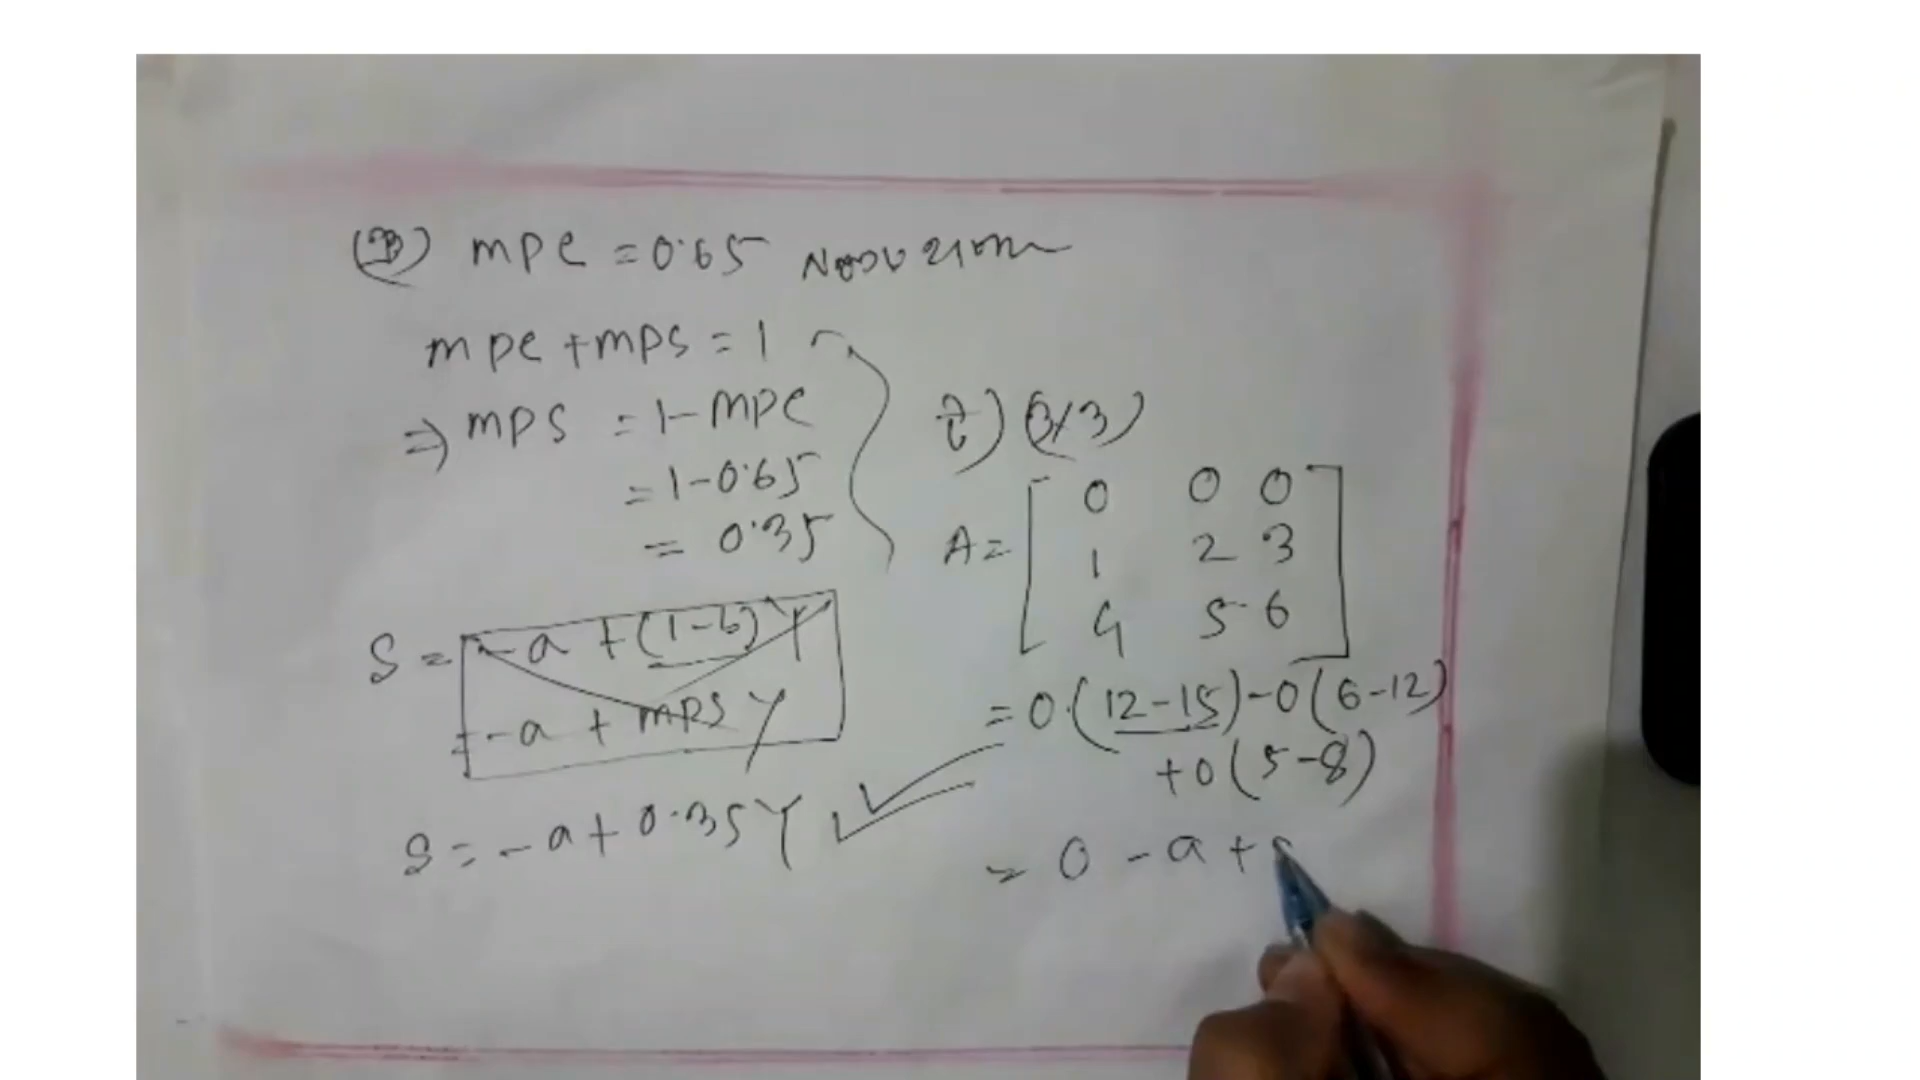 mpc = 0.65
mpc + mps = 1
⇒ mps = 1 - mpc
= 1 - 0.65
= 0.35
S = -a + (1-b) Y
= -a + mps Y
S = -a + 0.35Y
(3×3)
A = [ 0 0 0
1 2 3
4 5 6 ]
= 0.(12-15) - 0(6-12)
+0(5-8)
= 0 - a +